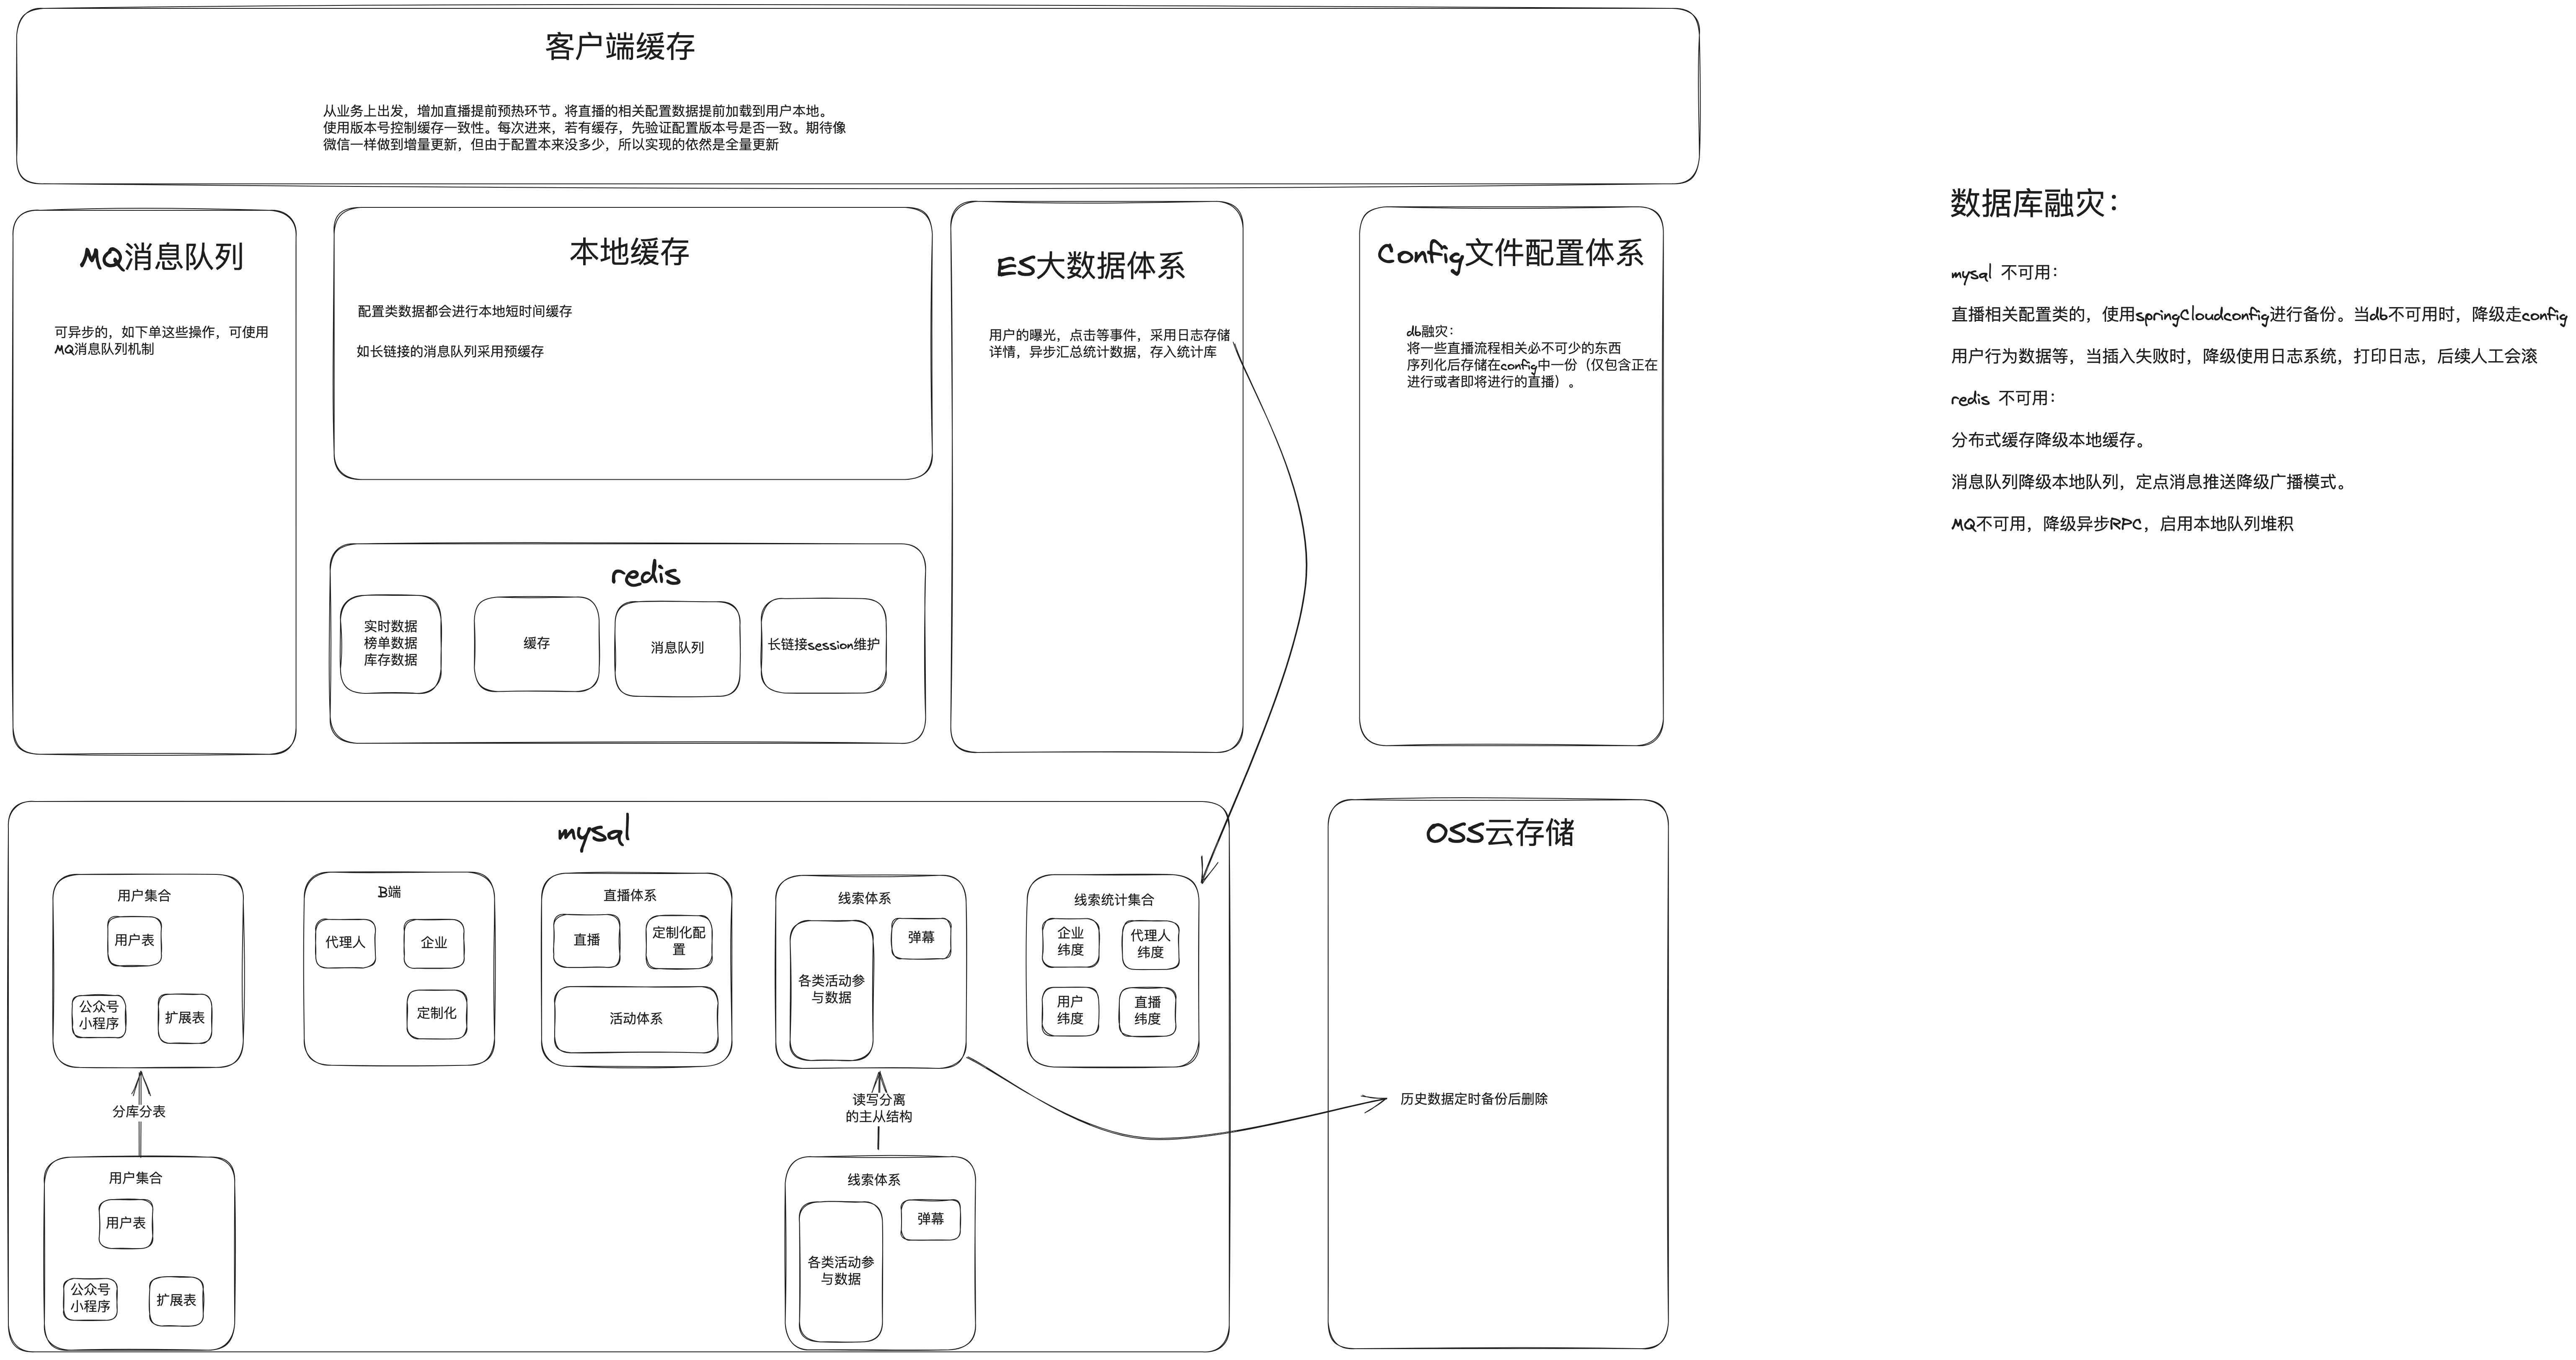 客户端缓存
从业务上出发，增加直播提前预热环节。将直播的相关配置数据提前加载到用户本地。
使用版本号控制缓存一致性。每次进来，若有缓存，先验证配置版本号是否一致。期待像
微信一样做到增量更新，但由于配置本来没多少，所以实现的依然是全量更新
MQ消息队列
可异步的，如下单这些操作，可使用
MQ消息队列机制
本地缓存
配置类数据都会进行本地短时间缓存
如长链接的消息队列采用预缓存
redis
实时数据
榜单数据
库存数据
缓存
消息队列
长链接session维护
ES大数据体系
用户的曝光，点击等事件，采用日志存储
详情，异步汇总统计数据，存入统计库
Config文件配置体系
db融灾：
将一些直播流程相关必不可少的东西
序列化后存储在config中一份（仅包含正在
进行或者即将进行的直播）。
数据库融灾：
mysql 不可用：
直播相关配置类的，使用springCloudconfig进行备份。当db不可用时，降级走config
用户行为数据等，当插入失败时，降级使用日志系统，打印日志，后续人工会滚
redis 不可用：
分布式缓存降级本地缓存。
消息队列降级本地队列，定点消息推送降级广播模式。
MQ不可用，降级异步RPC，启用本地队列堆积
mysql
用户集合
用户表
公众号
小程序
扩展表
B端
代理人
企业
定制化
直播体系
直播
定制化配
置
活动体系
线索体系
各类活动参
与数据
弹幕
线索统计集合
企业
纬度
代理人
纬度
用户
纬度
直播
纬度
分库分表
读写分离
的主从结构
用户集合
用户表
公众号
小程序
扩展表
线索体系
各类活动参
与数据
弹幕
OSS云存储
历史数据定时备份后删除